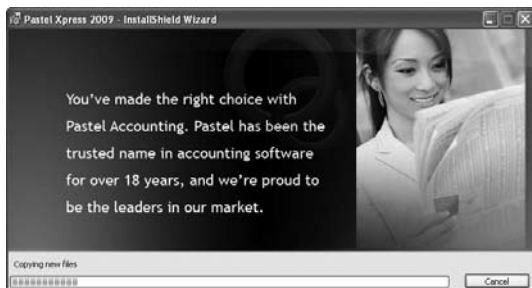 Pastel Xpress 2009 - InstallShield Wizard
You've made the right choice with
Pastel Accounting. Pastel has been the
trusted name in accounting software
for over 18 years, and we're proud to
be the leaders in our market.
Copying new files
Cancel